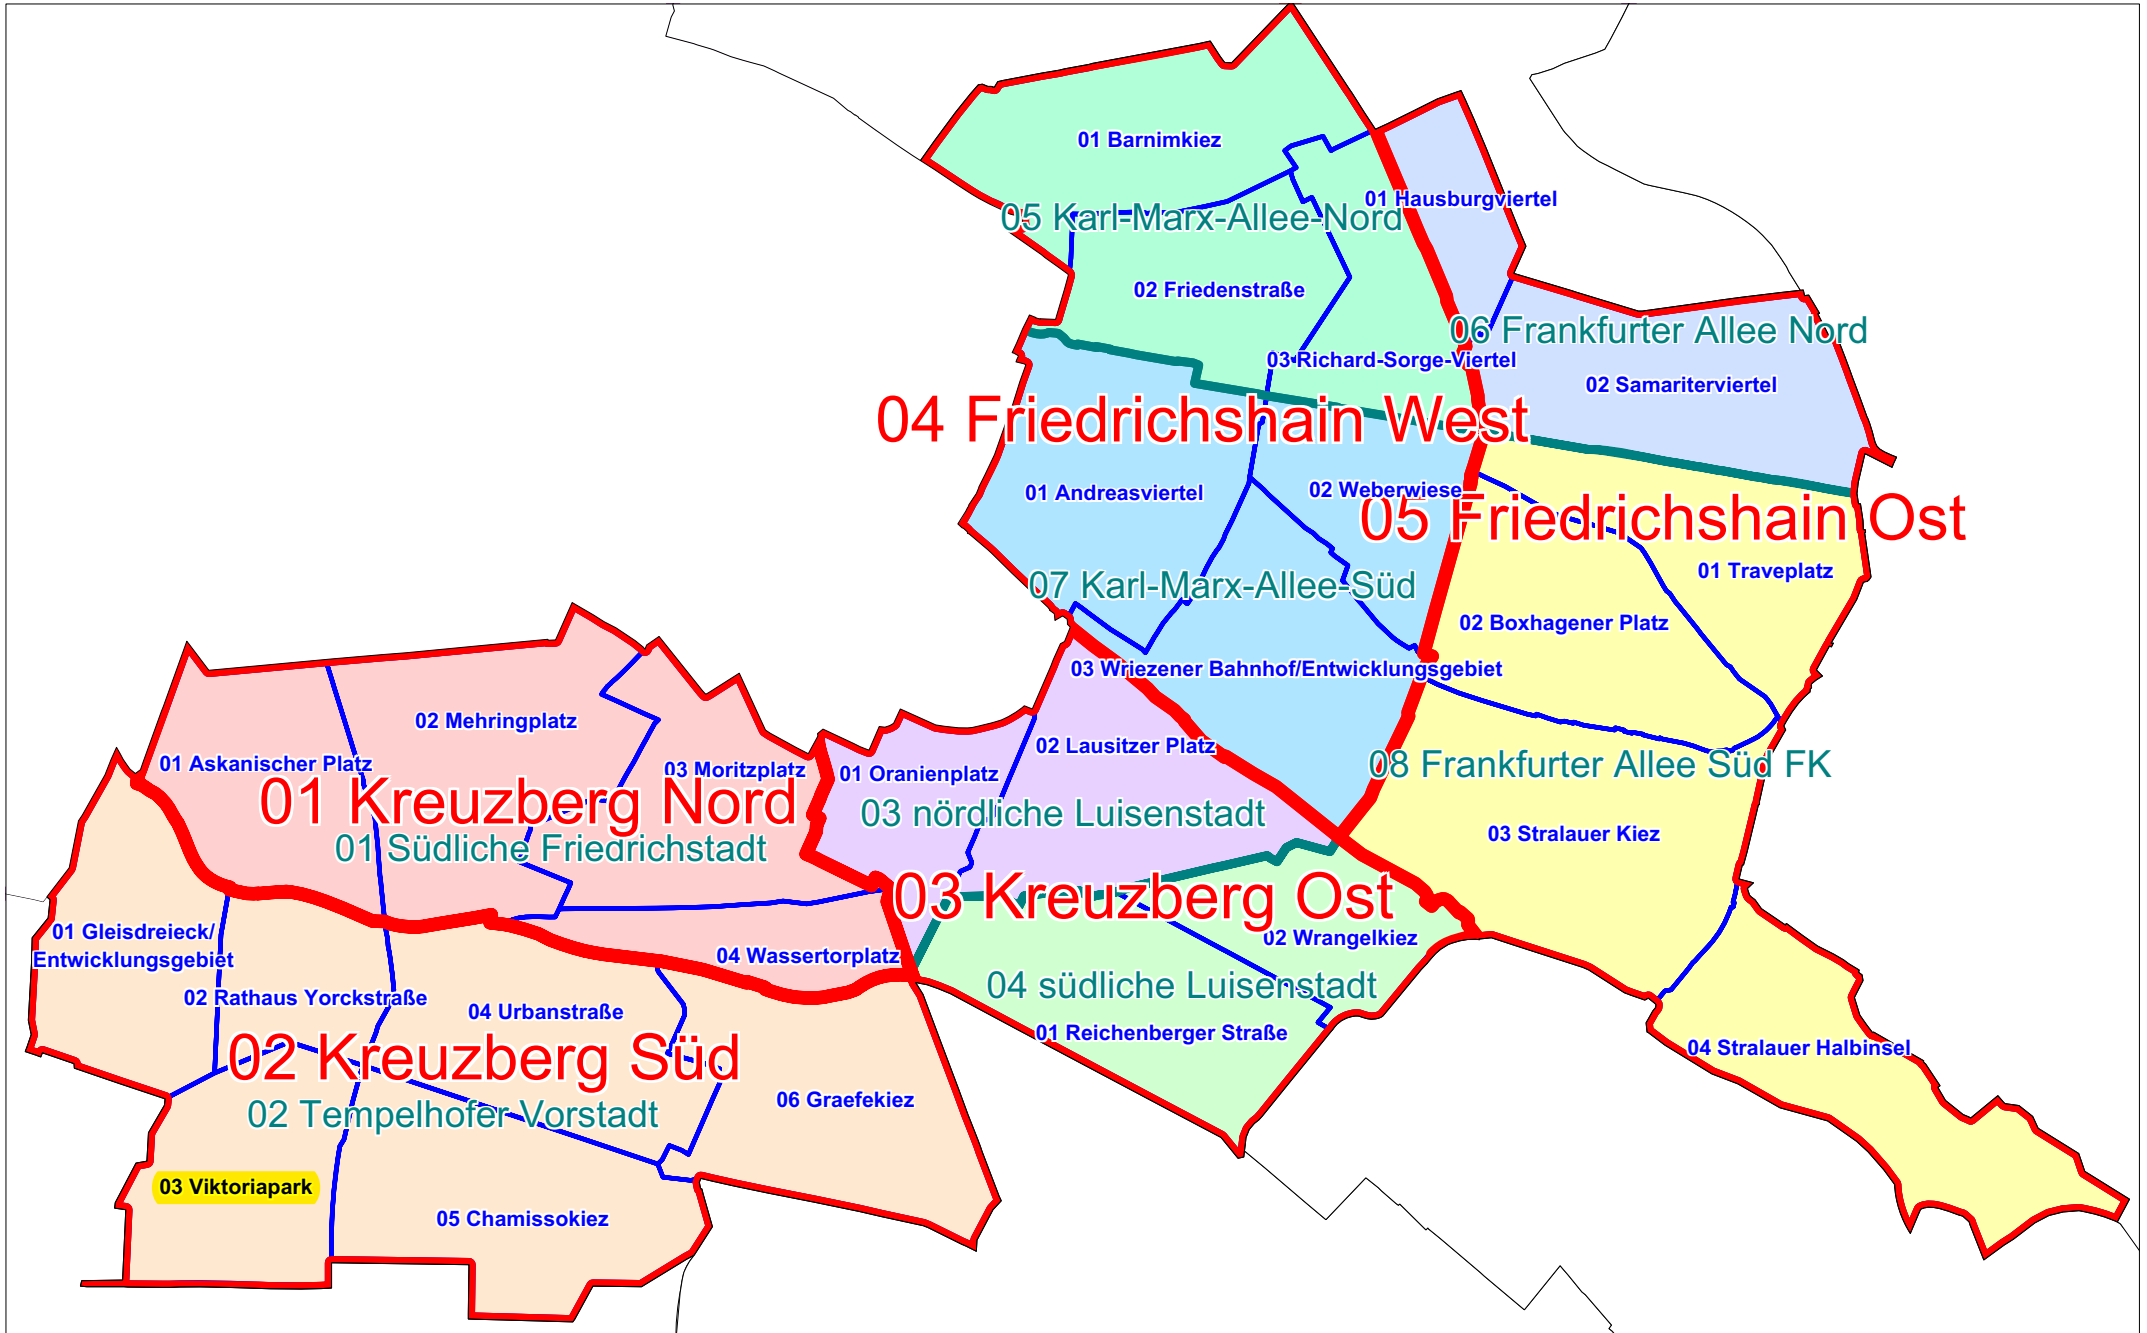 01 Barnimkiez
01 Hausburgviertel
05 Karl-Marx-Allee-Nord
02 Friedenstraße
06 Frankfurter Allee Nord
03 Richard-Sorge-Viertel
02 Samariterviertel
04 Friedrichshain West
01 Andreasviertel
02 Weberwiese
05 Friedrichshain Ost
01 Traveplatz
07 Karl-Marx-Allee-Süd
02 Boxhagener Platz
03 Wriezener Bahnhof/Entwicklungsgebiet
02 Mehringplatz
02 Lausitzer Platz
01 Askanischer Platz
03 Moritzplatz
01 Oranienplatz
08 Frankfurter Allee Süd FK
01 Kreuzberg Nord
03 nördliche Luisenstadt
03 Stralauer Kiez
01 Südliche Friedrichstadt
03 Kreuzberg Ost
01 Gleisdreieck/
Entwicklungsgebiet
02 Wrangelkiez
04 Wassertorplatz
04 südliche Luisenstadt
02 Rathaus Yorckstraße
04 Urbanstraße
01 Reichenberger Straße
04 Stralauer Halbinsel
02 Kreuzberg Süd
06 Graefekiez
02 Tempelhofer Vorstadt
03 Viktoriapark
05 Chamissokiez